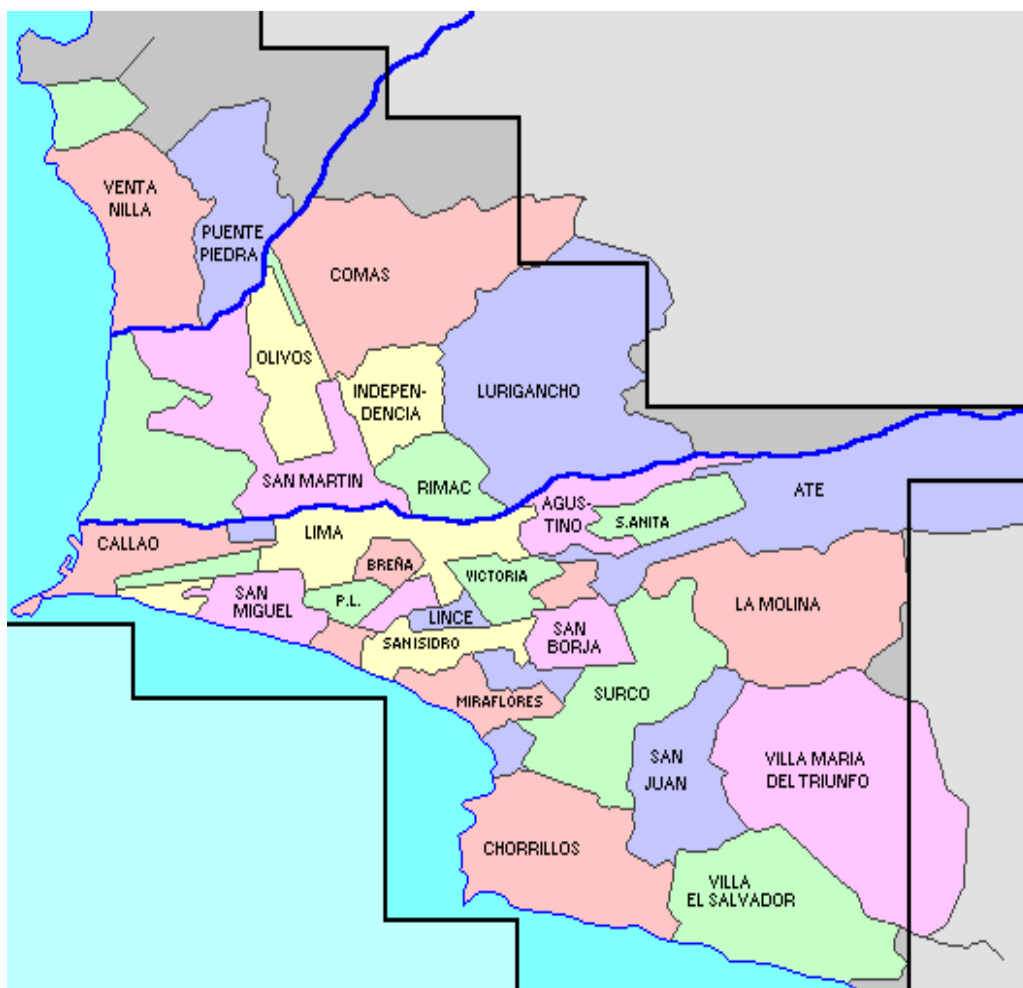 VENTA
NILLA
PUENTE
PIEDRA
COMAS
OLIVOS
INDEPEN-
DENCIA
LURIGANCHO
SAN MARTIN
RIMAC
ATE
AGUS-
TINO
S.ANITA
CALLAO
LIMA
BREÑA
VICTORIA
SAN
MIGUEL
P.L.
LINCE
LA MOLINA
SAN ISIDRO
SAN
BORJA
MIRAFLORES
SURCO
SAN
JUAN
VILLA MARIA
DEL TRIUNFO
CHORRILLOS
VILLA
EL SALVADOR